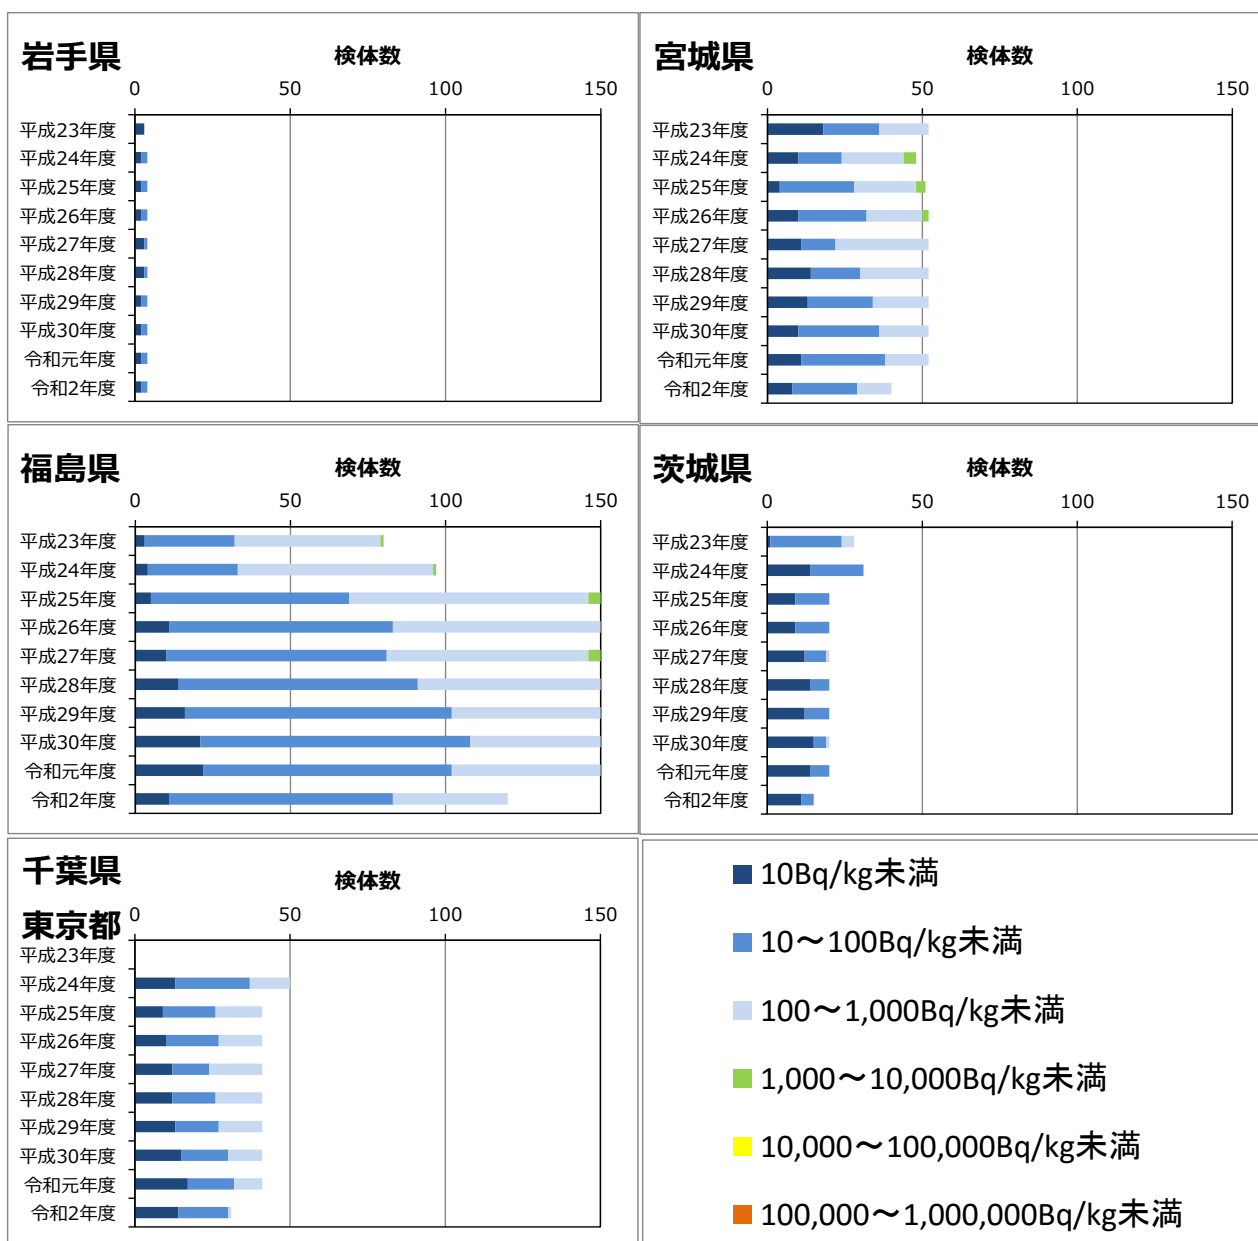 岩手県
検体数
0 50 100 150
平成23年度
平成24年度
平成25年度
平成26年度
平成27年度
平成28年度
平成29年度
平成30年度
令和元年度
令和2年度
宮城県
検体数
0 50 100 150
平成23年度
平成24年度
平成25年度
平成26年度
平成27年度
平成28年度
平成29年度
平成30年度
令和元年度
令和2年度
福島県
検体数
0 50 100 150
平成23年度
平成24年度
平成25年度
平成26年度
平成27年度
平成28年度
平成29年度
平成30年度
令和元年度
令和2年度
茨城県
検体数
0 50 100 150
平成23年度
平成24年度
平成25年度
平成26年度
平成27年度
平成28年度
平成29年度
平成30年度
令和元年度
令和2年度
千葉県
東京都
検体数
0 50 100 150
平成23年度
平成24年度
平成25年度
平成26年度
平成27年度
平成28年度
平成29年度
平成30年度
令和元年度
令和2年度
10Bq/kg未満
10～100Bq/kg未満
100～1,000Bq/kg未満
1,000～10,000Bq/kg未満
10,000～100,000Bq/kg未満
100,000～1,000,000Bq/kg未満